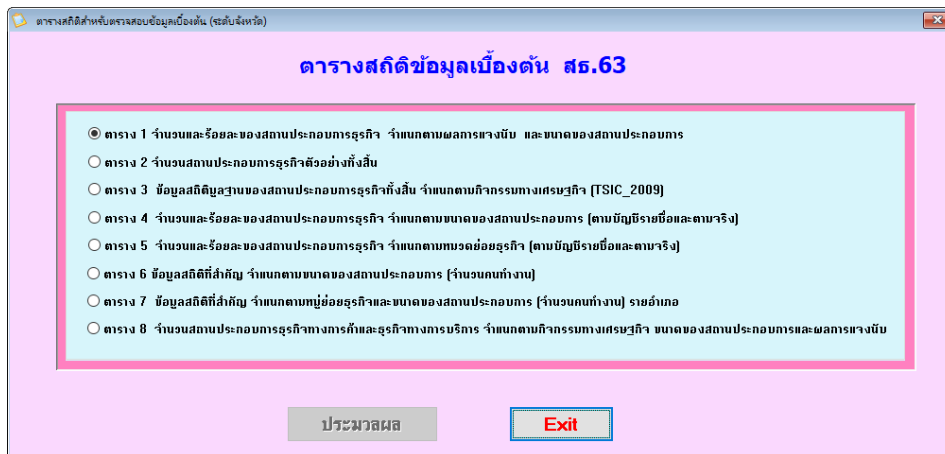 ตารางสถิติสำหรับตรวจสอบข้อมูลเบื้องต้น (ระดับจังหวัด)
ตารางสถิติข้อมูลเบื้องต้น สธ.63
ตาราง 1 จำนวนและร้อยละของสถานประกอบการธุรกิจ จำแนกตามผลการแจงนับ และขนาดของสถานประกอบการ
ตาราง 2 จำนวนสถานประกอบการธุรกิจตัวอย่างทั้งสิ้น
ตาราง 3 ข้อมูลสถิติมูลฐานของสถานประกอบการธุรกิจทั้งสิ้น จำแนกตามกิจกรรมทางเศรษฐกิจ (TSIC_2009)
ตาราง 4 จำนวนและร้อยละของสถานประกอบการธุรกิจ จำแนกตามขนาดของสถานประกอบการ (ตามบัญชีรายชื่อและตามจริง)
ตาราง 5 จำนวนและร้อยละของสถานประกอบการธุรกิจ จำแนกตามหมวดย่อยธุรกิจ (ตามบัญชีรายชื่อและตามจริง)
ตาราง 6 ข้อมูลสถิติที่สำคัญ จำแนกตามขนาดของสถานประกอบการ (จำนวนคนทำงาน)
ตาราง 7 ข้อมูลสถิติที่สำคัญ จำแนกตามหมู่ย่อยธุรกิจและขนาดของสถานประกอบการ (จำนวนคนทำงาน) รายอำเภอ
ตาราง 8 จำนวนสถานประกอบการธุรกิจทางการค้าและธุรกิจทางการบริการ จำแนกตามกิจกรรมทางเศรษฐกิจ ขนาดของสถานประกอบการและผลการแจงนับ
ประมวลผล
Exit